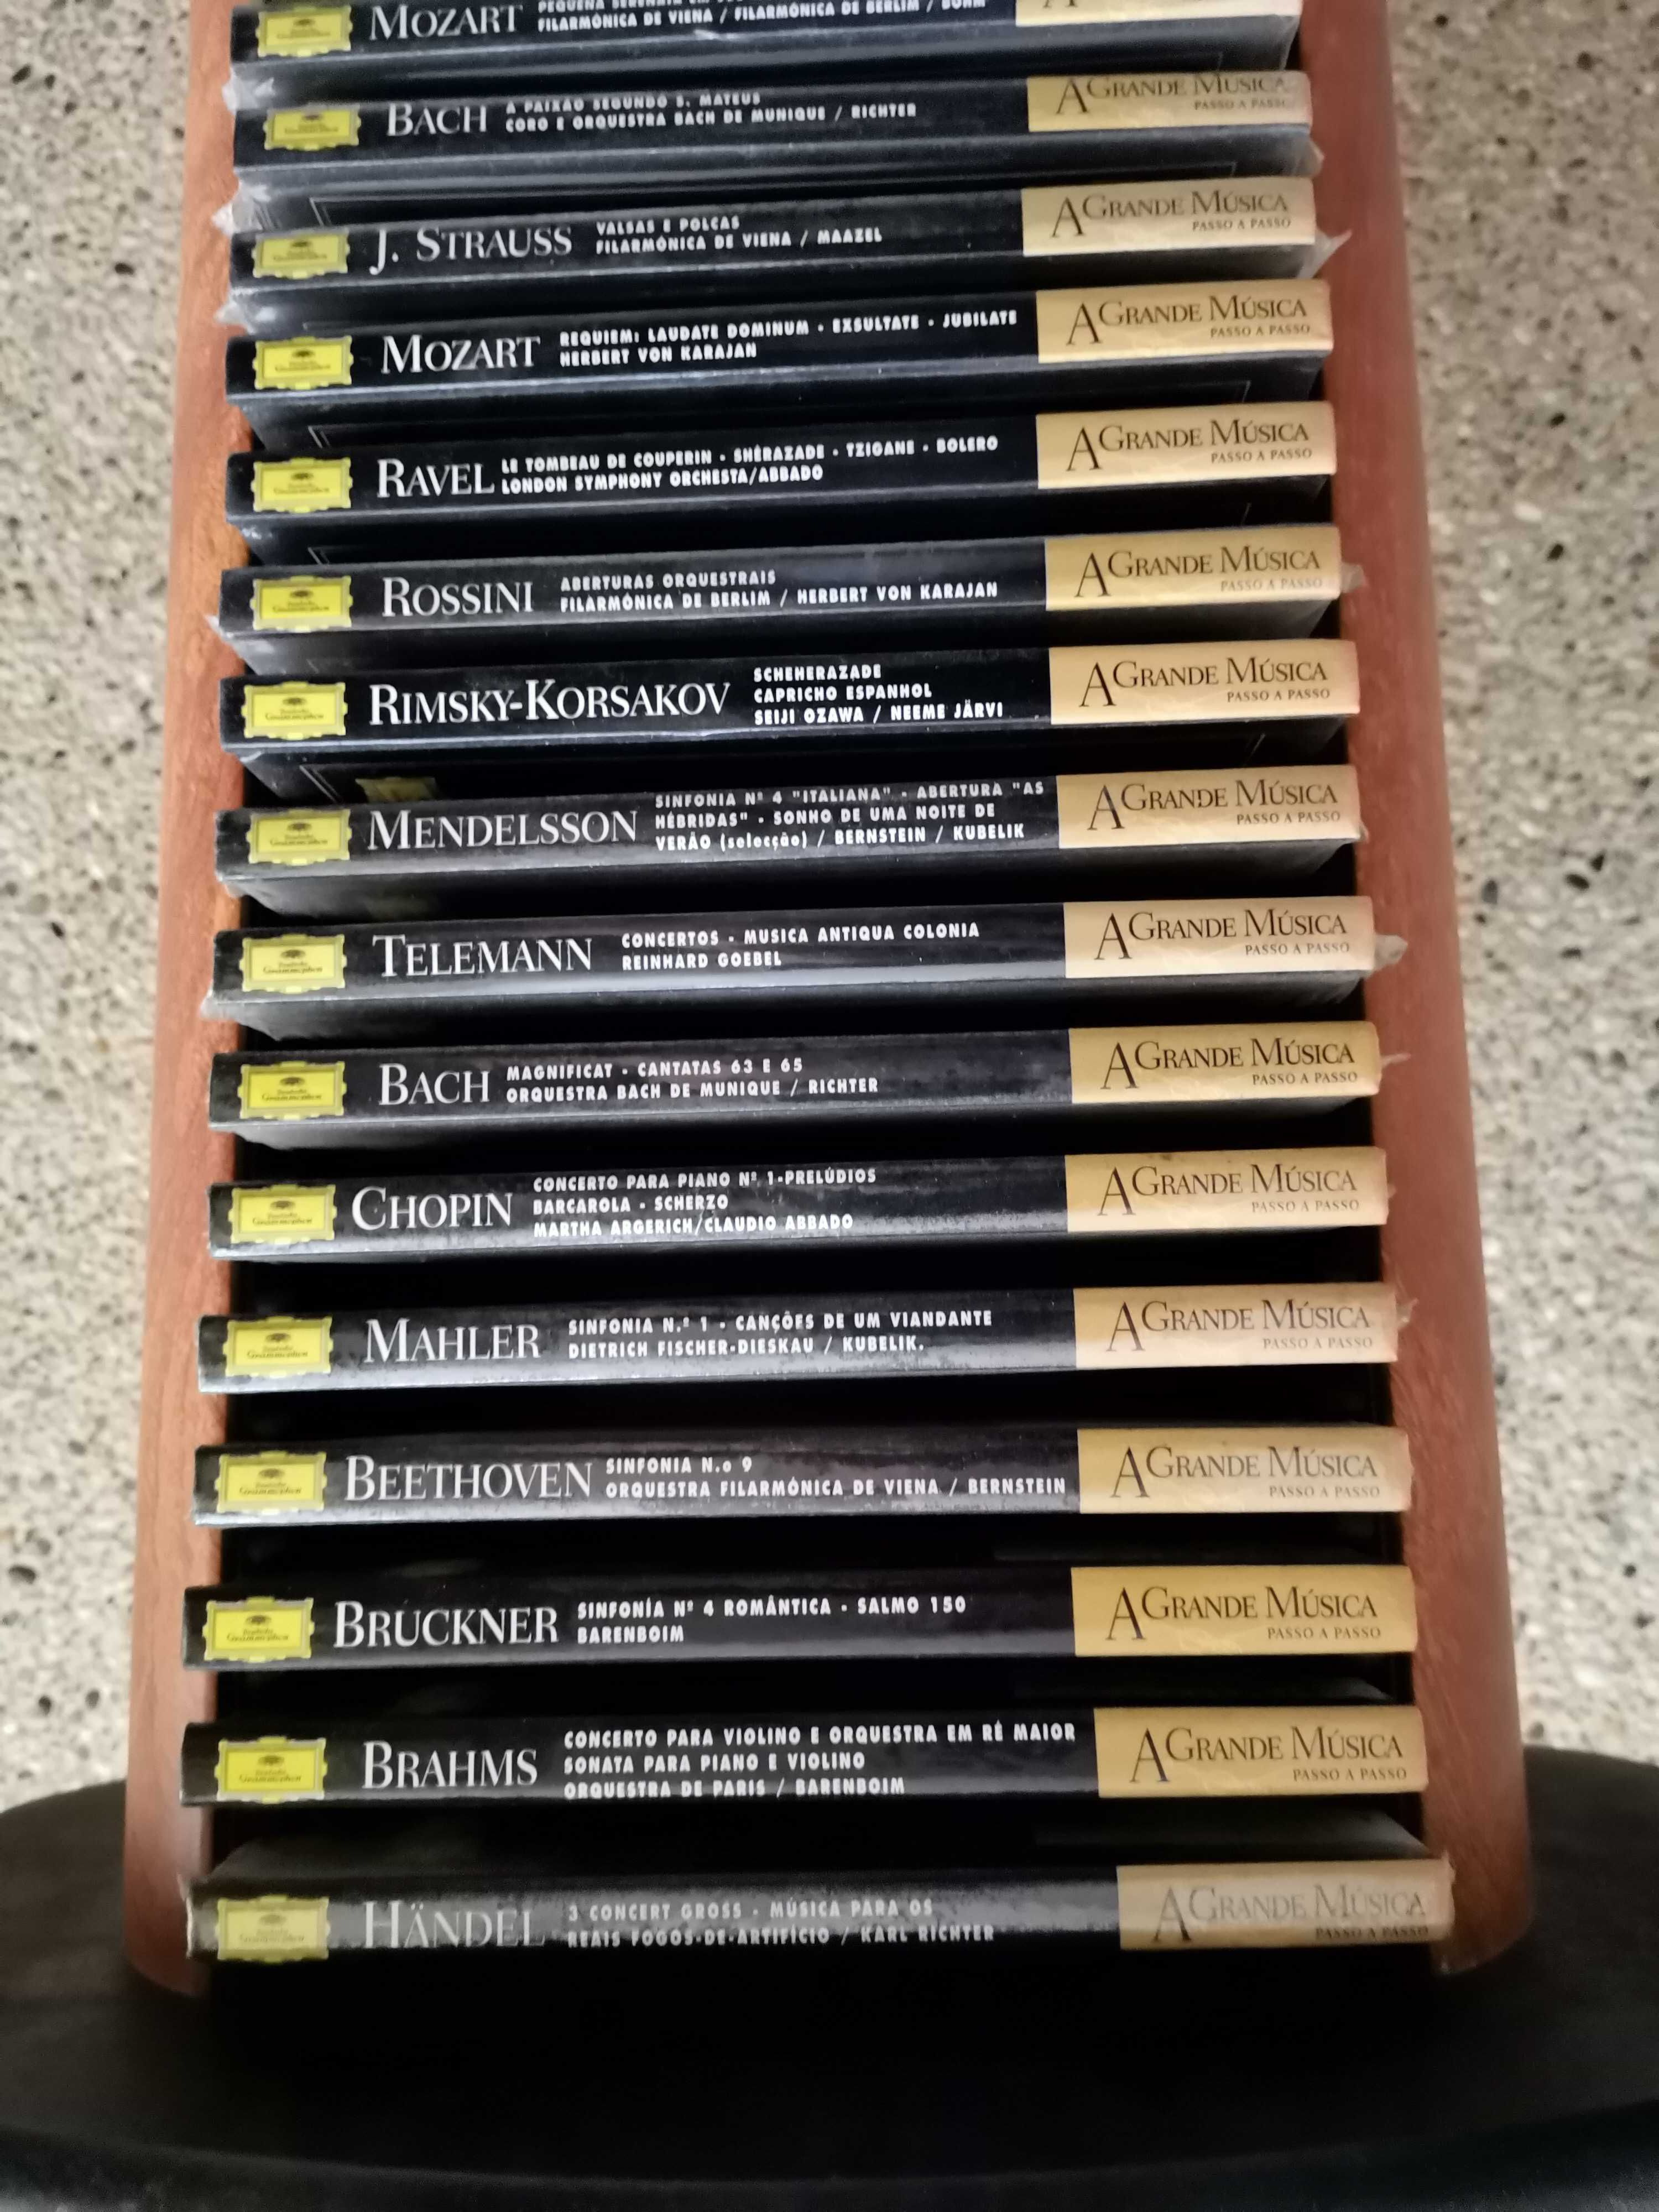 MOZART
FILARMÓNICA DE VIENA / FILARMÓNICA DE BERLIM / BÖHM
BACH
A PAIXÃO SEGUNDO S. MATEUS
CORO E ORQUESTRA BACH DE MUNIQUE / RICHTER
A GRANDE MÚSICA
PASSO A PASSO
J. STRAUSS
VALSAS E POLCAS
FILARMÓNICA DE VIENA / MAAZEL
A GRANDE MÚSICA
PASSO A PASSO
MOZART
REQUIEM: LAUDATE DOMINUM · EXSULTATE · JUBILATE
HERBERT VON KARAJAN
A GRANDE MÚSICA
PASSO A PASSO
RAVEL
LE TOMBEAU DE COUPERIN · SHÉRAZADE · TZIGANE · BOLERO
LONDON SYMPHONY ORCHESTA/ABBADO
A GRANDE MÚSICA
PASSO A PASSO
ROSSINI
ABERTURAS ORQUESTRAIS
FILARMÓNICA DE BERLIM / HERBERT VON KARAJAN
A GRANDE MÚSICA
PASSO A PASSO
RIMSKY-KORSAKOV
SCHEHERAZADE
CAPRICHO ESPANHOL
SEIJI OZAWA / NEEME JÄRVI
A GRANDE MÚSICA
PASSO A PASSO
MENDELSSON
SINFONIA Nº 4 "ITALIANA" · ABERTURA "AS
HÉBRIDAS" · SONHO DE UMA NOITE DE
VERÃO (selecção) / BERNSTEIN / KUBELIK
A GRANDE MÚSICA
PASSO A PASSO
TELEMANN
CONCERTOS · MUSICA ANTIQUA COLONIA
REINHARD GOEBEL
A GRANDE MÚSICA
PASSO A PASSO
BACH
MAGNIFICAT · CANTATAS 63 E 65
ORQUESTRA BACH DE MUNIQUE / RICHTER
A GRANDE MÚSICA
PASSO A PASSO
CHOPIN
CONCERTO PARA PIANO Nº 1-PRELÚDIOS
BARCAROLA · SCHERZO
MARTHA ARGERICH/CLAUDIO ABBADO
A GRANDE MÚSICA
PASSO A PASSO
MAHLER
SINFONIA N.º 1 · CANÇÕES DE UM VIANDANTE
DIETRICH FISCHER-DIESKAU / KUBELIK.
A GRANDE MÚSICA
PASSO A PASSO
BEETHOVEN
SINFONIA N.o 9
ORQUESTRA FILARMÓNICA DE VIENA / BERNSTEIN
A GRANDE MÚSICA
PASSO A PASSO
BRUCKNER
SINFONÍA Nº 4 ROMÂNTICA · SALMO 150
BARENBOIM
A GRANDE MÚSICA
PASSO A PASSO
BRAHMS
CONCERTO PARA VIOLINO E ORQUESTRA EM RÉ MAIOR
SONATA PARA PIANO E VIOLINO
ORQUESTRA DE PARIS / BARENBOIM
A GRANDE MÚSICA
PASSO A PASSO
HÄNDEL
3 CONCERT GROSS · MÚSICA PARA OS
REAIS FOGOS-DE-ARTIFÍCIO / KARL RICHTER
A GRANDE MÚSICA
PASSO A PASSO